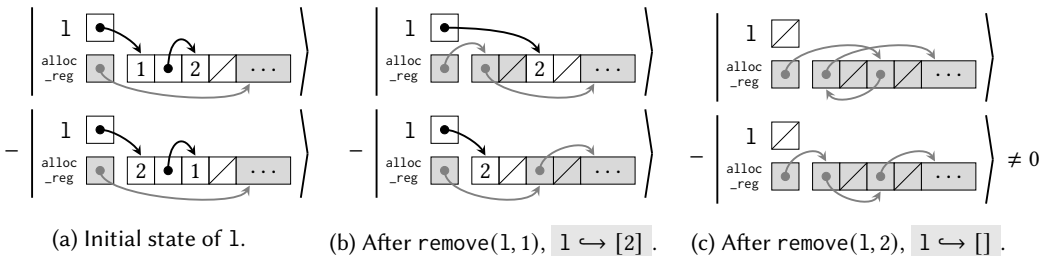 l
alloc
_reg
1 2 ...
− l
alloc
_reg
2 1 ...
(a) Initial state of l.
l
alloc
_reg
2 ...
− l
alloc
_reg
2 ...
(b) After remove(l, 1), l ↪ [2] .
l
alloc
_reg
...
− l
alloc
_reg
...
≠ 0
(c) After remove(l, 2), l ↪ [] .